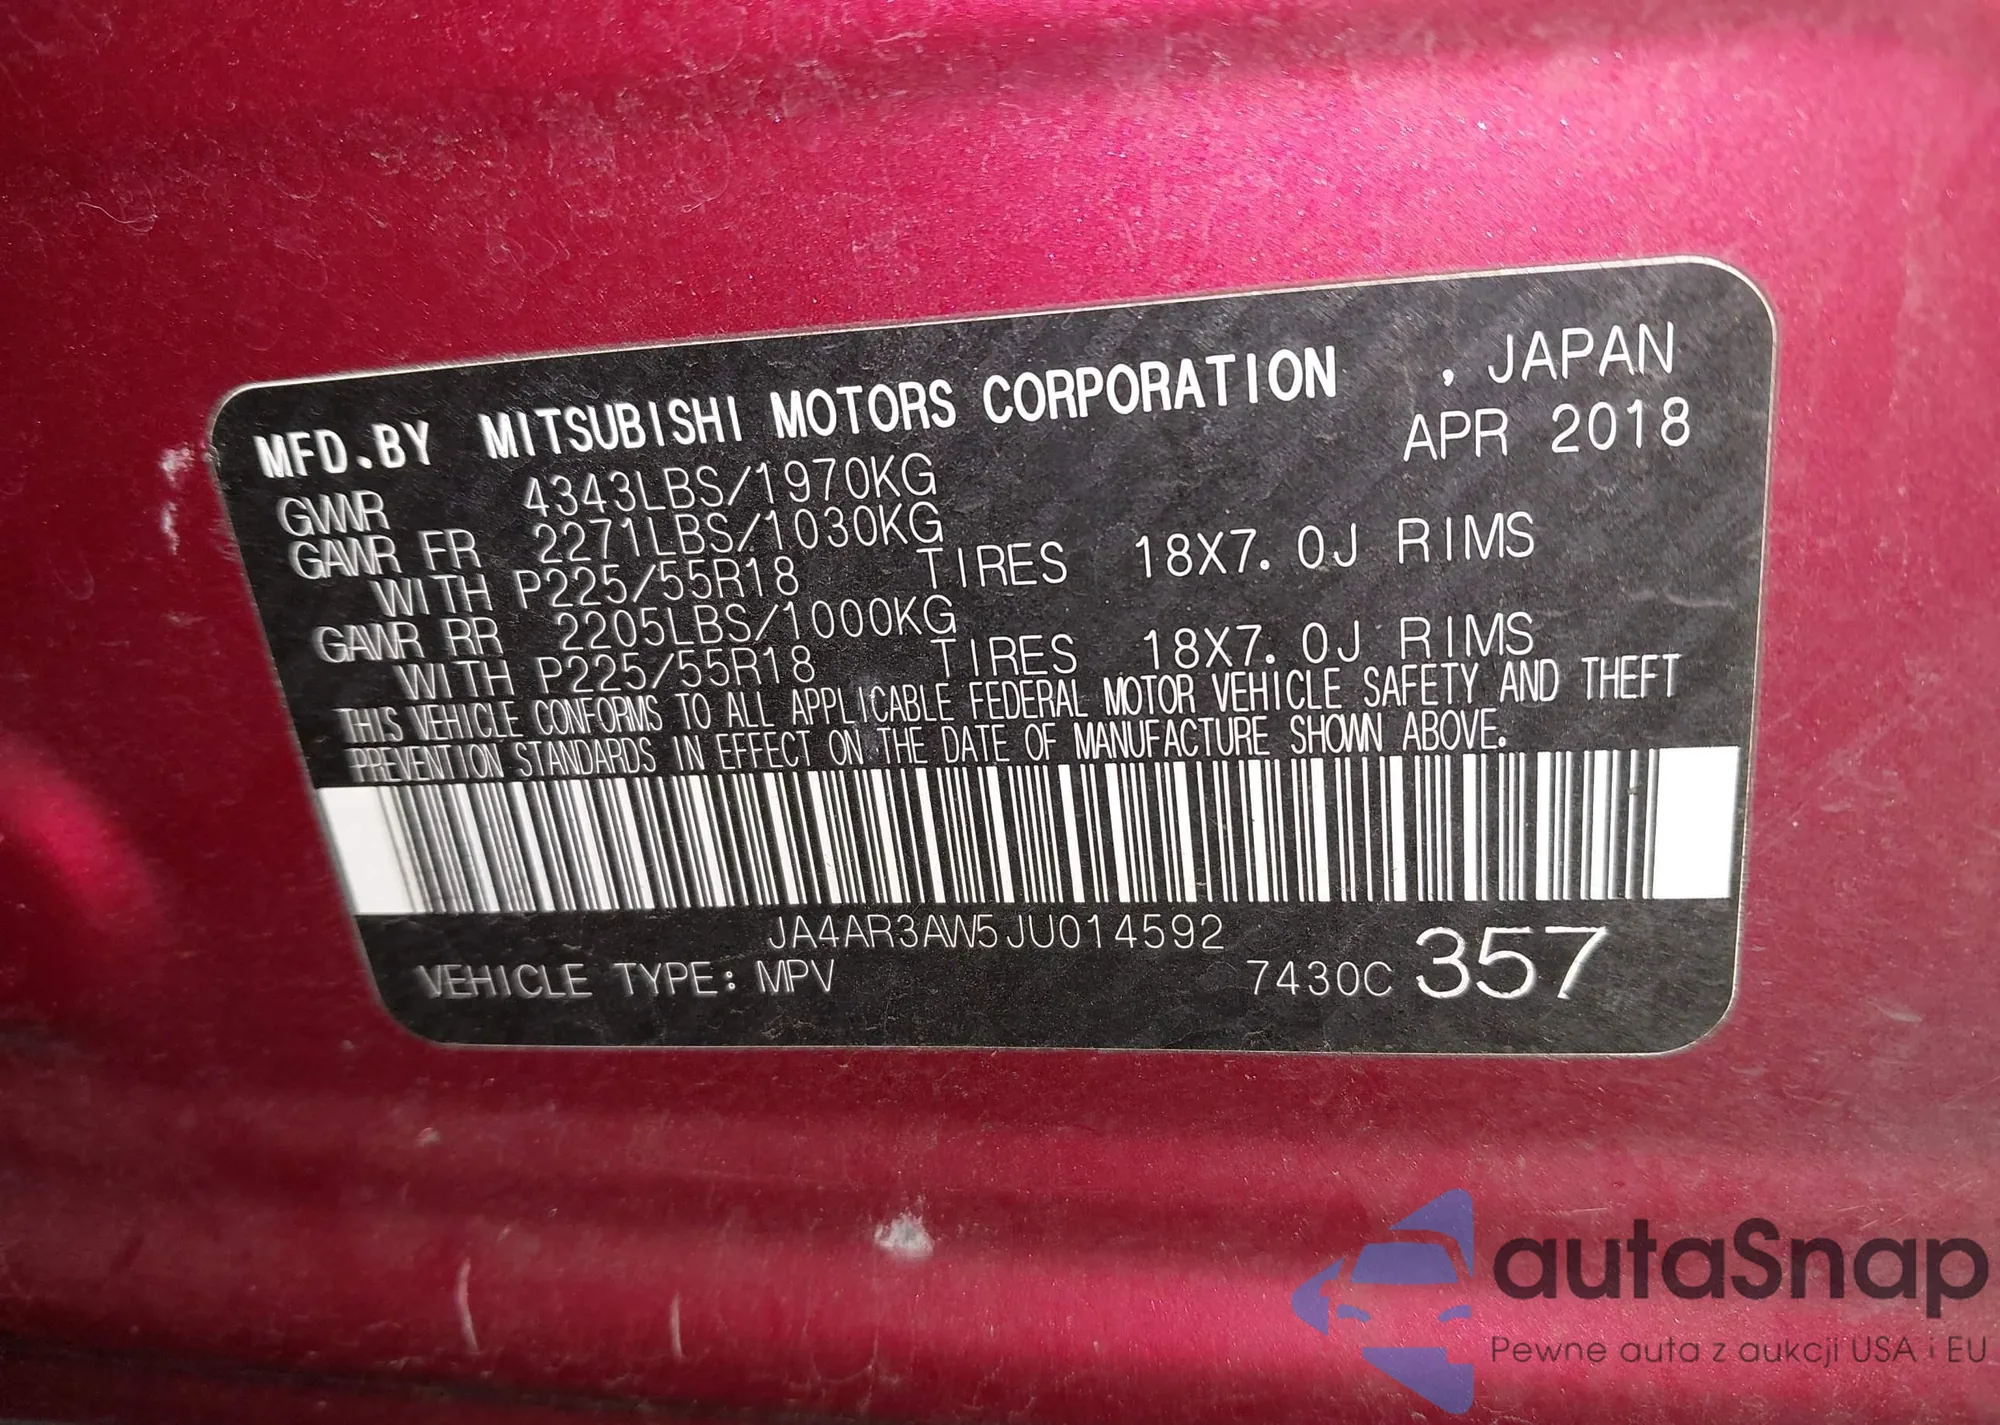 MFD.BY MITSUBISHI MOTORS CORPORATION , JAPAN
GVWR 4343LBS/1970KG APR 2018
GAWR FR 2271LBS/1030KG
WITH P225/55R18 TIRES 18X7.0J RIMS
GAWR RR 2205LBS/1000KG
WITH P225/55R18 TIRES 18X7.0J RIMS
THIS VEHICLE CONFORMS TO ALL APPLICABLE FEDERAL MOTOR VEHICLE SAFETY AND THEFT
PREVENTION STANDARDS IN EFFECT ON THE DATE OF MANUFACTURE SHOWN ABOVE.
JA4AR3AW5JU014592
VEHICLE TYPE: MPV 7430C 357
autaSnap
Pewne auta z aukcji USA i EU